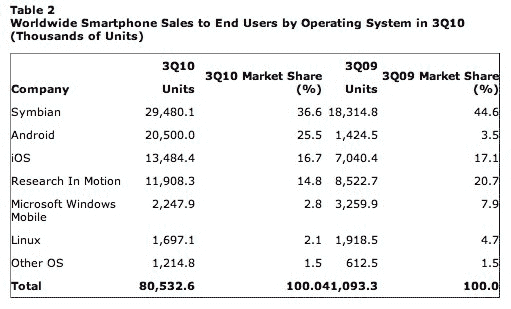 Table 2
Worldwide Smartphone Sales to End Users by Operating System in 3Q10
(Thousands of Units)
Company 3Q10 Units 3Q10 Market Share (%) 3Q09 Units 3Q09 Market Share (%)
Symbian 29,480.1 36.6 18,314.8 44.6
Android 20,500.0 25.5 1,424.5 3.5
iOS 13,484.4 16.7 7,040.4 17.1
Research In Motion 11,908.3 14.8 8,522.7 20.7
Microsoft Windows Mobile 2,247.9 2.8 3,259.9 7.9
Linux 1,697.1 2.1 1,918.5 4.7
Other OS 1,214.8 1.5 612.5 1.5
Total 80,532.6 100.0 41,093.3 100.0